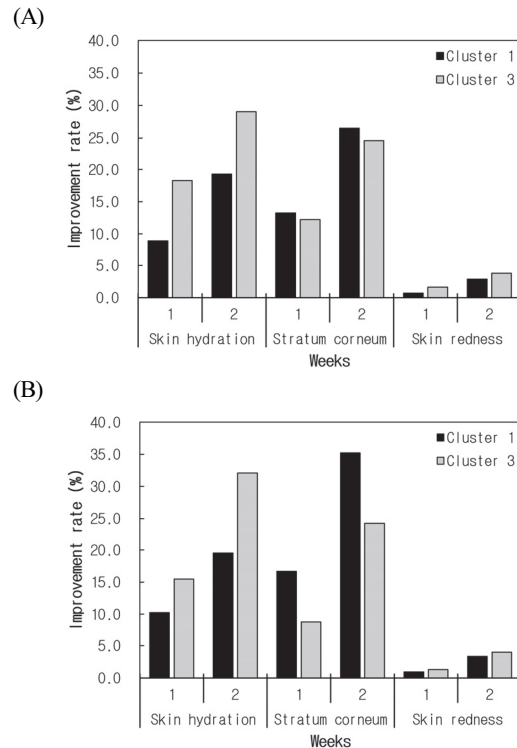 (A)
Improvement rate (%)
40.0
35.0
30.0
25.0
20.0
15.0
10.0
5.0
0.0
Cluster 1
Cluster 3
1 2 1 2 1 2
Skin hydration Stratum corneum Skin redness
Weeks
(B)
Improvement rate (%)
40.0
35.0
30.0
25.0
20.0
15.0
10.0
5.0
0.0
Cluster 1
Cluster 3
1 2 1 2 1 2
Skin hydration Stratum corneum Skin redness
Weeks